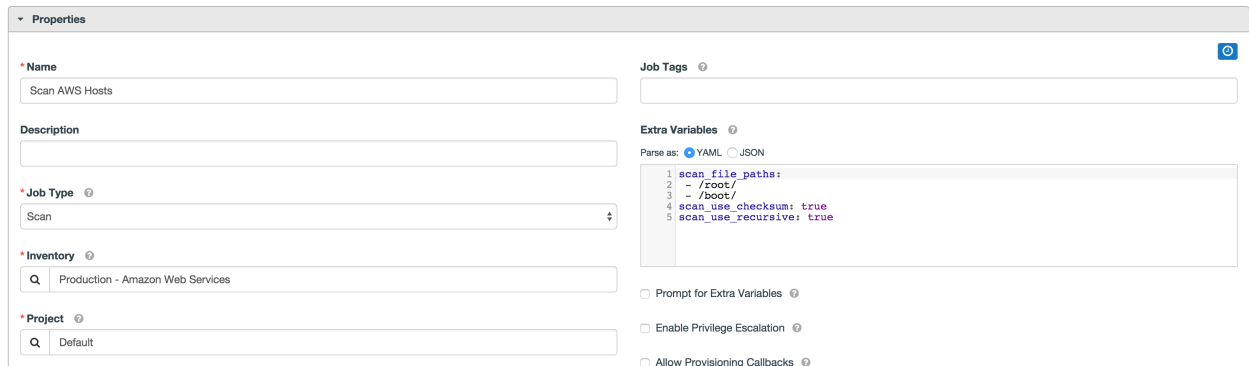 Properties
* Name
Scan AWS Hosts
Description
* Job Type
Scan
* Inventory
Production - Amazon Web Services
* Project
Default
Job Tags
Extra Variables
Parse as: YAML JSON
1 scan_file_paths:
2 - /root/
3 - /boot/
4 scan_use_checksum: true
5 scan_use_recursive: true
Prompt for Extra Variables
Enable Privilege Escalation
Allow Provisioning Callbacks